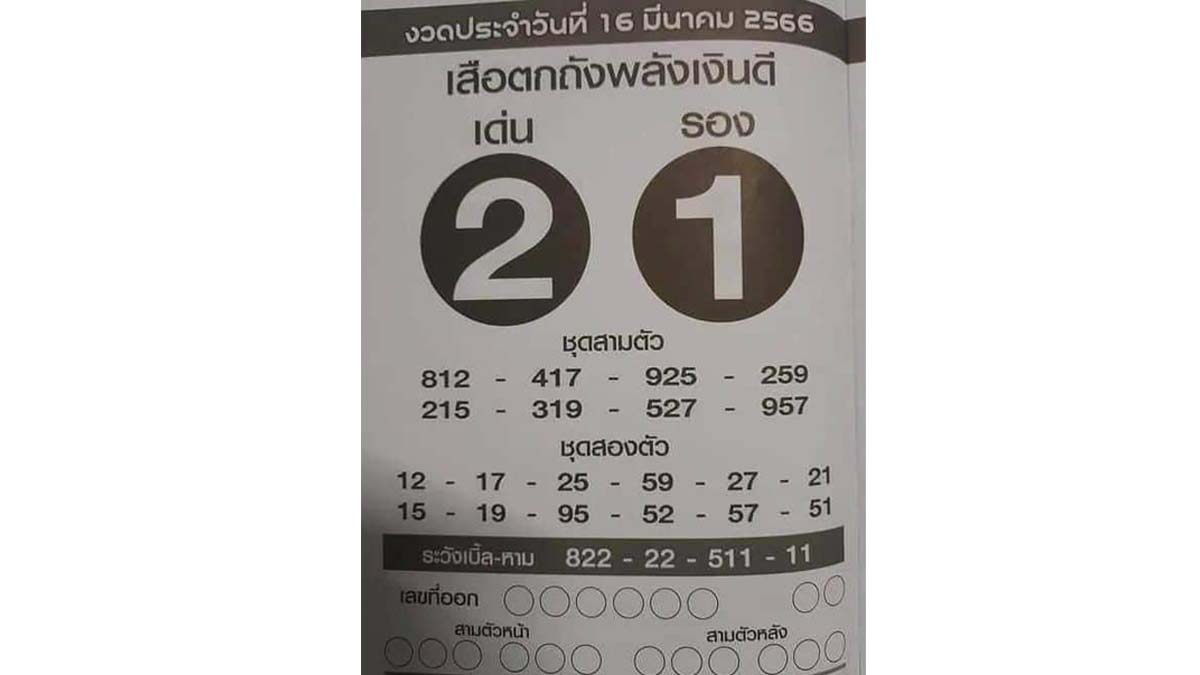 งวดประจำวันที่ 16 มีนาคม 2566
เสือตกถังพลังเงินดี
เด่น รอง
2 1
ชุดสามตัว
812 - 417 - 925 - 259
215 - 319 - 527 - 957
ชุดสองตัว
12 - 17 - 25 - 59 - 27 - 21
15 - 19 - 95 - 52 - 57 - 51
ระวังเบิ้ล-หาม 822 - 22 - 511 - 11
เลขที่ออก
สามตัวหน้า สามตัวหลัง